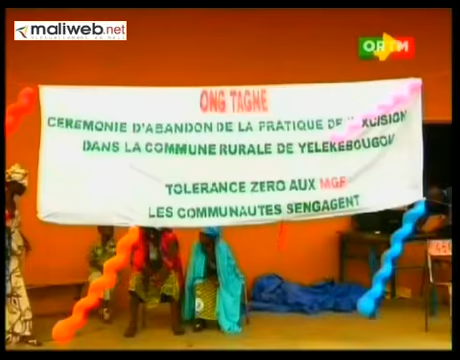 maliweb.net
ORTM
ONG TAGNE
CEREMONIE D'ABANDON DE LA PRATIQUE DE L'EXCISION
DANS LA COMMUNE RURALE DE YELEKEBOUGOU
TOLERANCE ZERO AUX MGF
LES COMMUNAUTES SENGAGENT